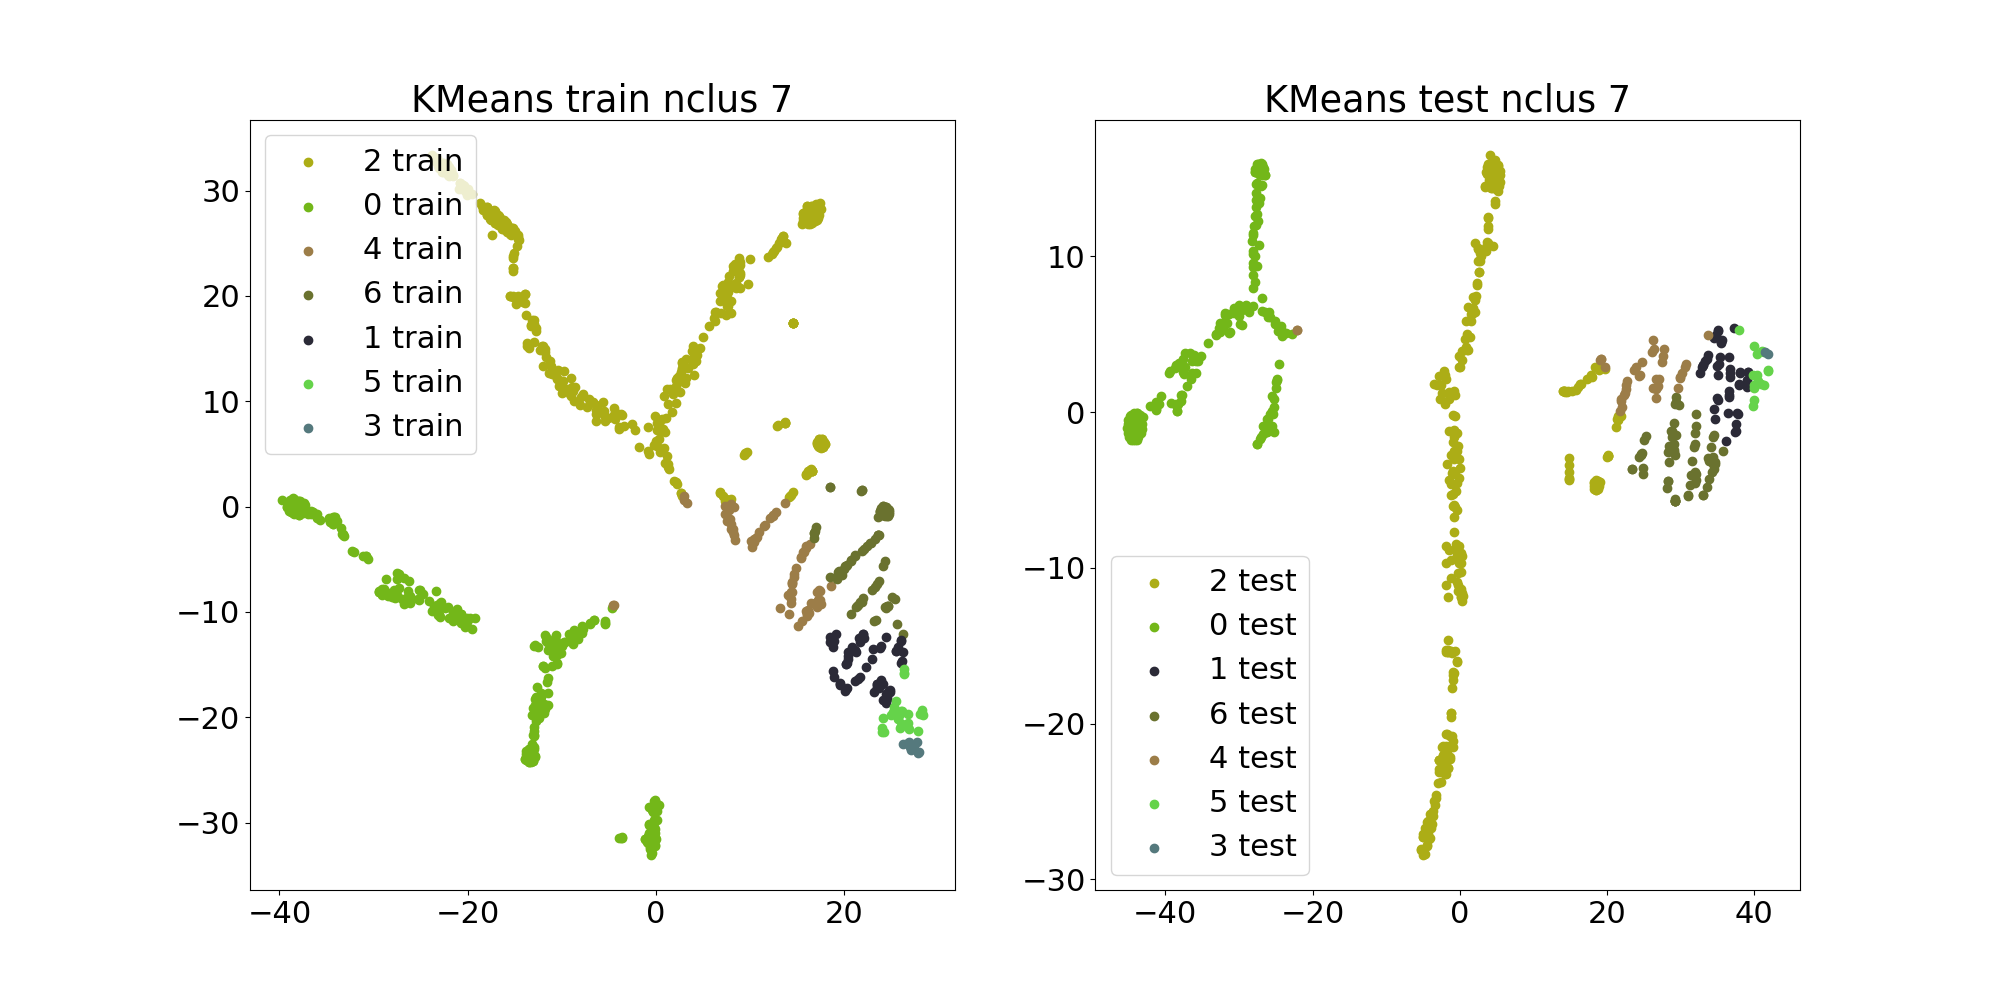 KMeans train nclus 7
2 train
0 train
4 train
6 train
1 train
5 train
3 train
30
20
10
0
−10
−20
−30
−40 −20 0 20
KMeans test nclus 7
10
0
−10
−20
−30
2 test
0 test
1 test
6 test
4 test
5 test
3 test
−40 −20 0 20 40